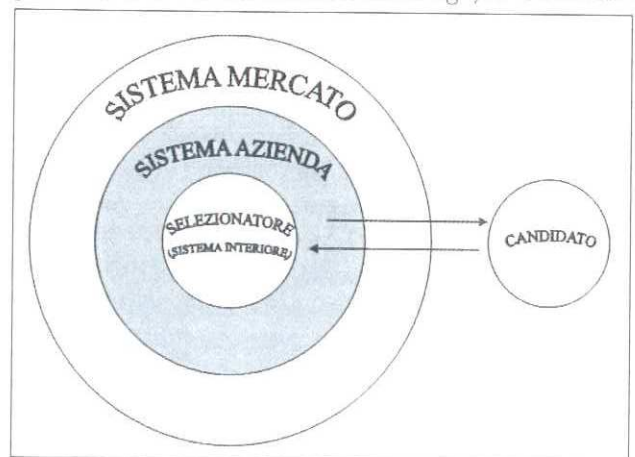 SISTEMA MERCATO
SISTEMA AZIENDA
SELEZIONATORE
(SISTEMA INTERIORE)
CANDIDATO